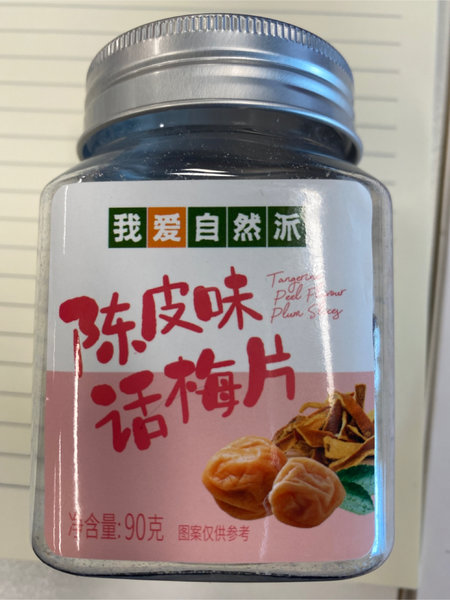 我爱自然派
陈皮味
话梅片
Tangerine
Peel Flavour
Plum Slices
净含量:90克
图案仅供参考